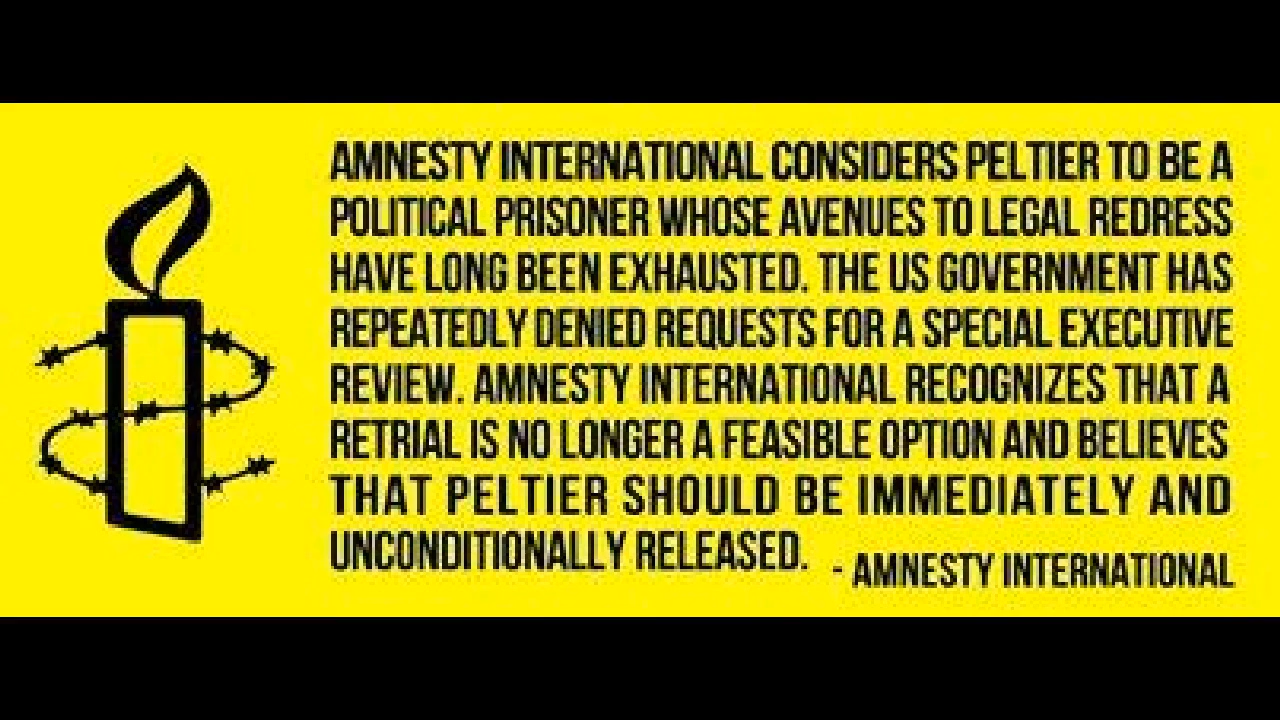 AMNESTY INTERNATIONAL CONSIDERS PELTIER TO BE A
POLITICAL PRISONER WHOSE AVENUES TO LEGAL REDRESS
HAVE LONG BEEN EXHAUSTED. THE US GOVERNMENT HAS
REPEATEDLY DENIED REQUESTS FOR A SPECIAL EXECUTIVE
REVIEW. AMNESTY INTERNATIONAL RECOGNIZES THAT A
RETRIAL IS NO LONGER A FEASIBLE OPTION AND BELIEVES
THAT PELTIER SHOULD BE IMMEDIATELY AND
UNCONDITIONALLY RELEASED.
- AMNESTY INTERNATIONAL